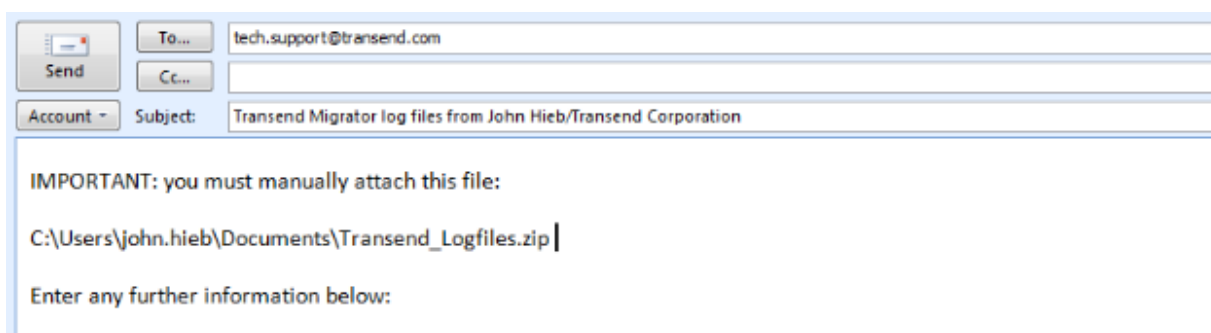 Send
To...
tech.support@transend.com
Cc...
Account
Subject:
Transend Migrator log files from John Hieb/Transend Corporation
IMPORTANT: you must manually attach this file:
C:\Users\john.hieb\Documents\Transend_Logfiles.zip
Enter any further information below: